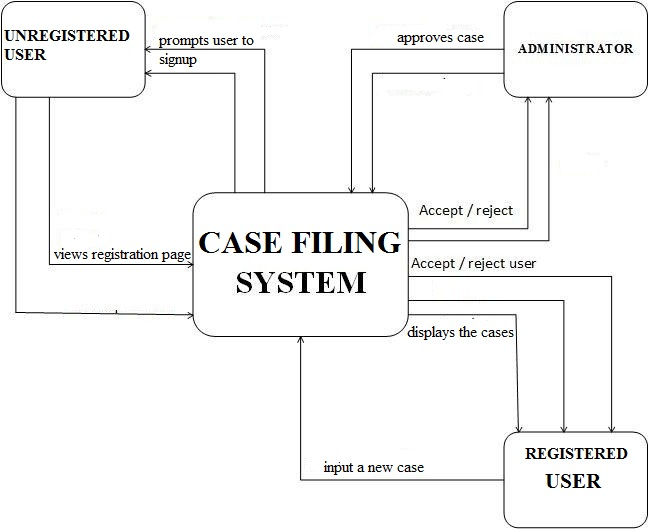 UNREGISTERED
USER
prompts user to
signup
approves case
ADMINISTRATOR
Accept / reject
CASE FILING
SYSTEM
views registration page
Accept / reject user
displays the cases
input a new case
REGISTERED
USER